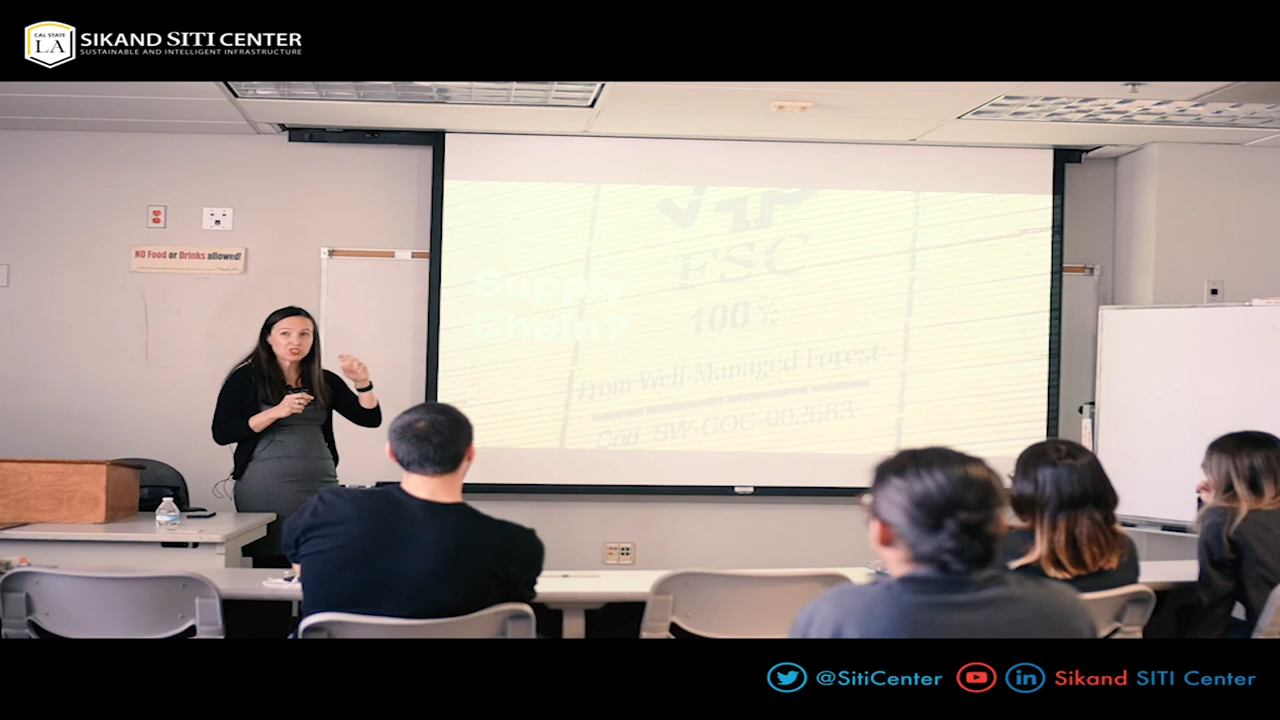 CAL STATE
LA
SIKAND SITI CENTER
SUSTAINABLE AND INTELLIGENT INFRASTRUCTURE
NO Food or Drinks allowed!
Supply
Chain?
FSC
100%
From Well-Managed Forest
Cod. SW-COC-002683
@SitiCenter
Sikand SITI Center